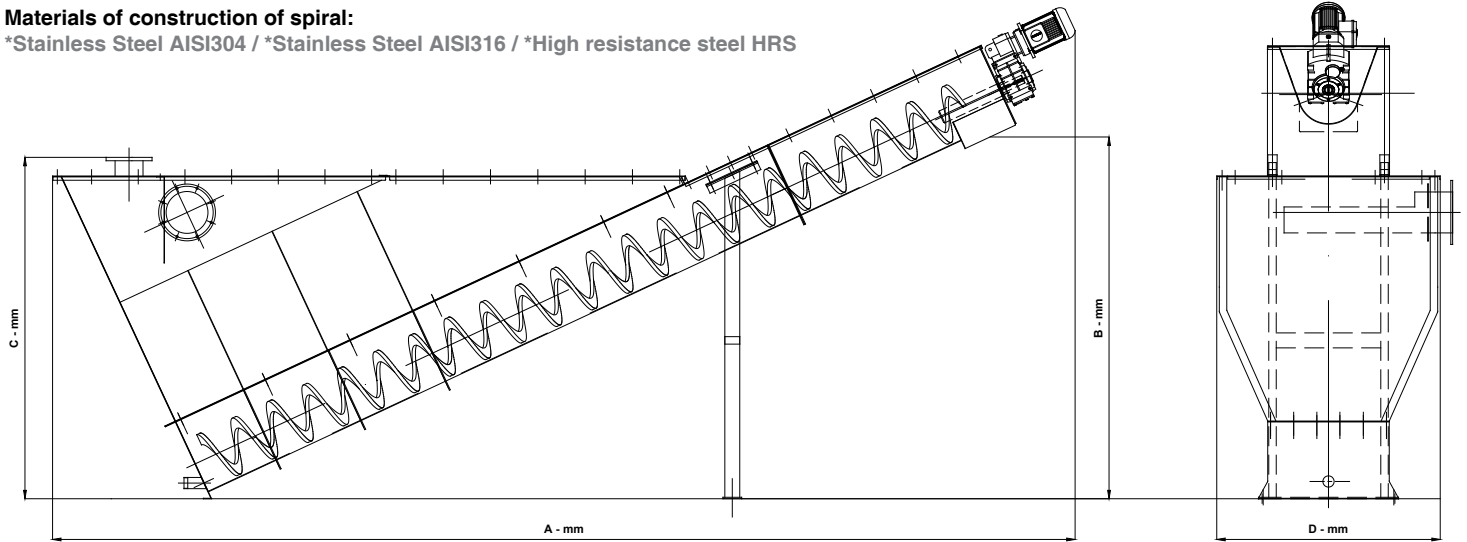 Materials of construction of spiral:
*Stainless Steel AISI304 / *Stainless Steel AISI316 / *High resistance steel HRS
C - mm
B - mm
A - mm
D - mm